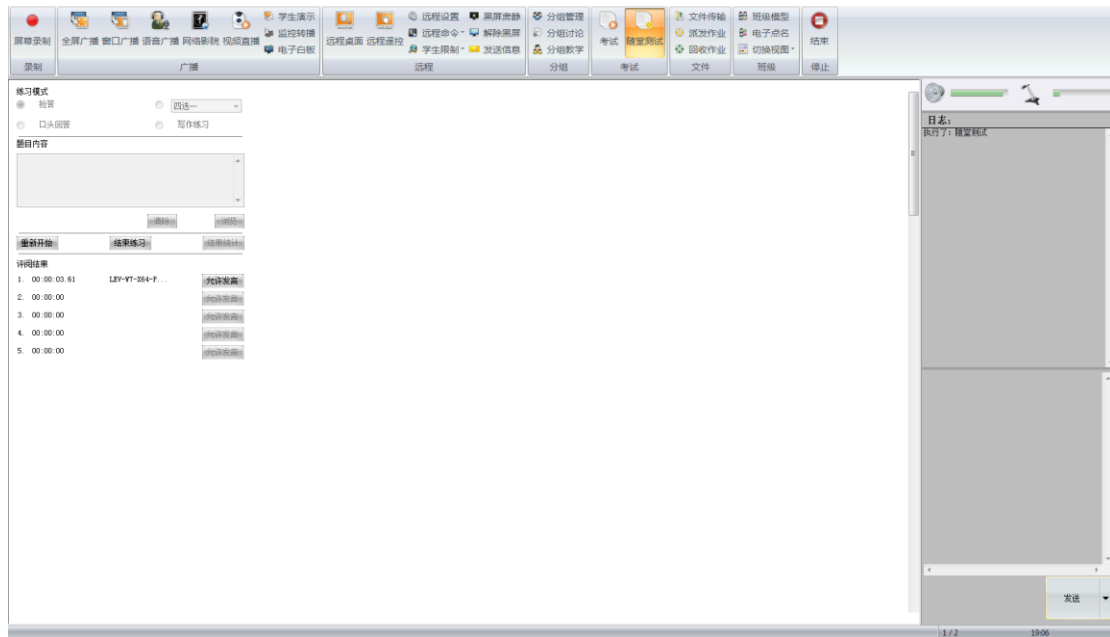 屏幕录制 全屏广播 窗口广播 语音广播 网络影院 视频直播 学生演示 监控转播 电子白板 远程桌面 远程遥控 远程设置 黑屏肃静 远程命令 解除黑屏 学生限制 发送信息 分组管理 分组讨论 分组教学 考试 随堂测试 文件传输 派发作业 回收作业 班级模型 电子点名 切换视图 结束
录制 广播 远程 分组 考试 文件 班级 停止
练习模式
抢答 四选一
口头回答 写作练习
题目内容
清除 浏览
重新开始 结束练习 结果统计
评阅结果
1. 00:00:03.61 LEV-W7-X64-P... 允许发言
2. 00:00:00 允许发言
3. 00:00:00 允许发言
4. 00:00:00 允许发言
5. 00:00:00 允许发言
日志：
执行了：随堂测试
发送
1 / 2 19:06